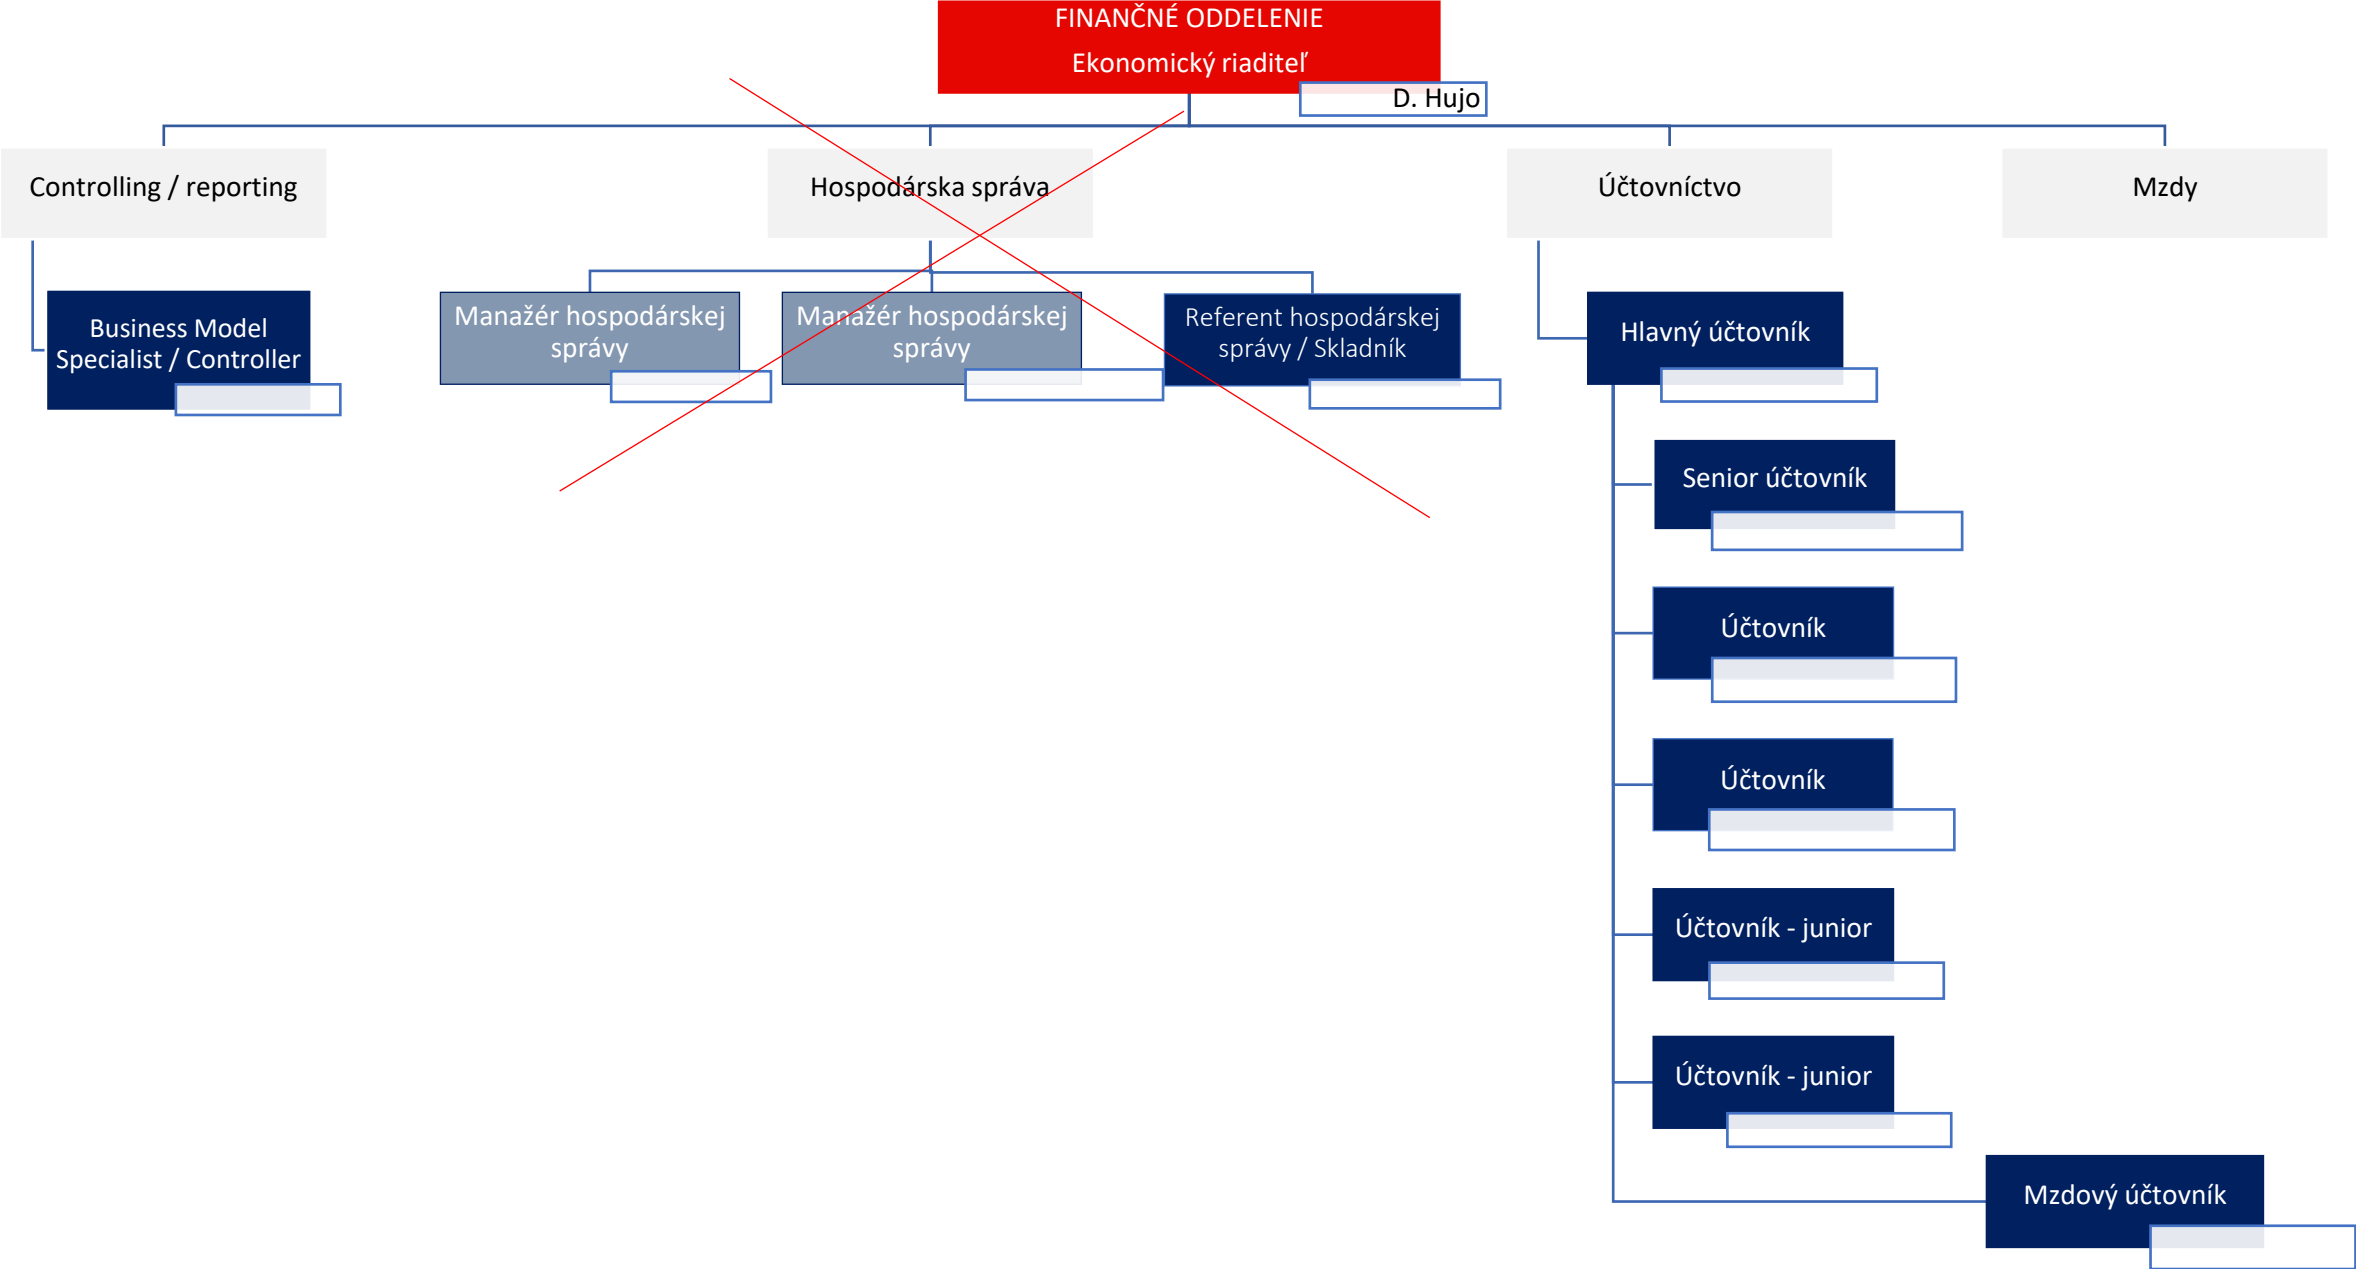 FINANČNÉ ODDELENIE
Ekonomický riaditeľ
D. Hujo
Controlling / reporting
Hospodárska správa
Účtovníctvo
Mzdy
Business Model
Specialist / Controller
Manažér hospodárskej
správy
Manažér hospodárskej
správy
Referent hospodárskej
správy / Skladník
Hlavný účtovník
Senior účtovník
Účtovník
Účtovník
Účtovník - junior
Účtovník - junior
Mzdový účtovník